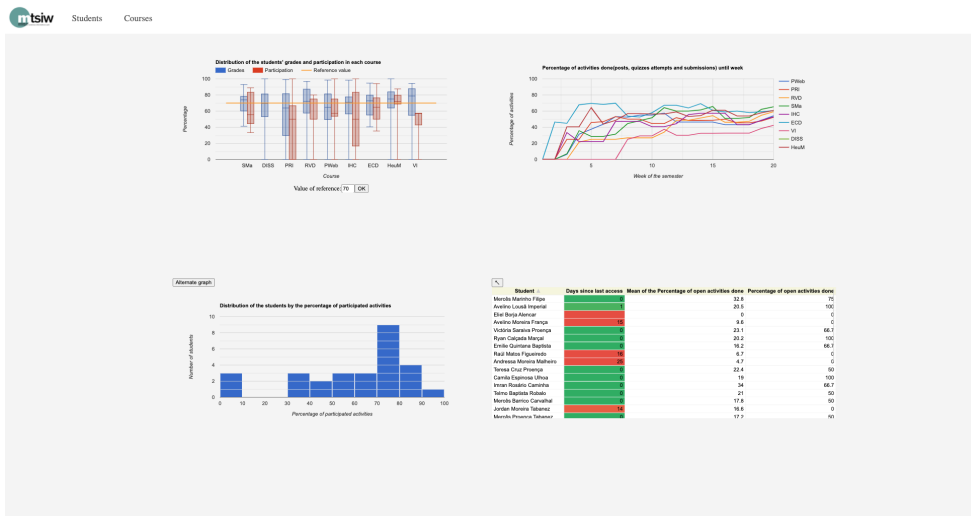 mtsiw
Students
Courses
Distribution of the students' grades and participation in each course
Grades
Participation
Reference value
100
80
60
40
20
0
Percentage
SMa
DISS
PRI
RVD
PWeb
IHC
ECD
HeuM
VI
Course
Value of reference: 70 OK
Percentage of activities done(posts, quizzes attempts and submissions) until week
100
80
60
40
20
0
Percentage of activities
5
10
15
20
Week of the semester
PWeb
PRI
RVD
SMa
IHC
ECD
VI
DISS
HeuM
Alternate graph
Distribution of the students by the percentage of participated activities
10
8
6
4
2
0
Number of students
0 10 20 30 40 50 60 70 80 90 100
Percentage of participated activities
Student Days since last access Mean of the Percentage of open activities done Percentage of open activities done
Merolis Marinho Filipe 0 32.8 75
Avelino Lousã Imperial 1 20.5 100
Eliel Borja Alencar 0 0
Avelino Moreira França 15 9.6 0
Victória Saraiva Proença 0 23.1 66.7
Ryan Calçada Marçal 0 20.2 100
Emilie Quintana Baptista 0 16.2 66.7
Raúl Matos Figueiredo 16 6.7 0
Andressa Moreira Malheiro 25 4.7 0
Teresa Cruz Proença 0 22.4 50
Camila Espinosa Ulhoa 0 19 100
Imran Rosário Caminha 0 34 66.7
Telmo Baptista Robalo 0 21 50
Merolis Barrico Carvalhal 0 17.8 50
Jordan Moreira Tabanez 14 16.6 0
Merolis Proença Tabanez 0 17.2 50